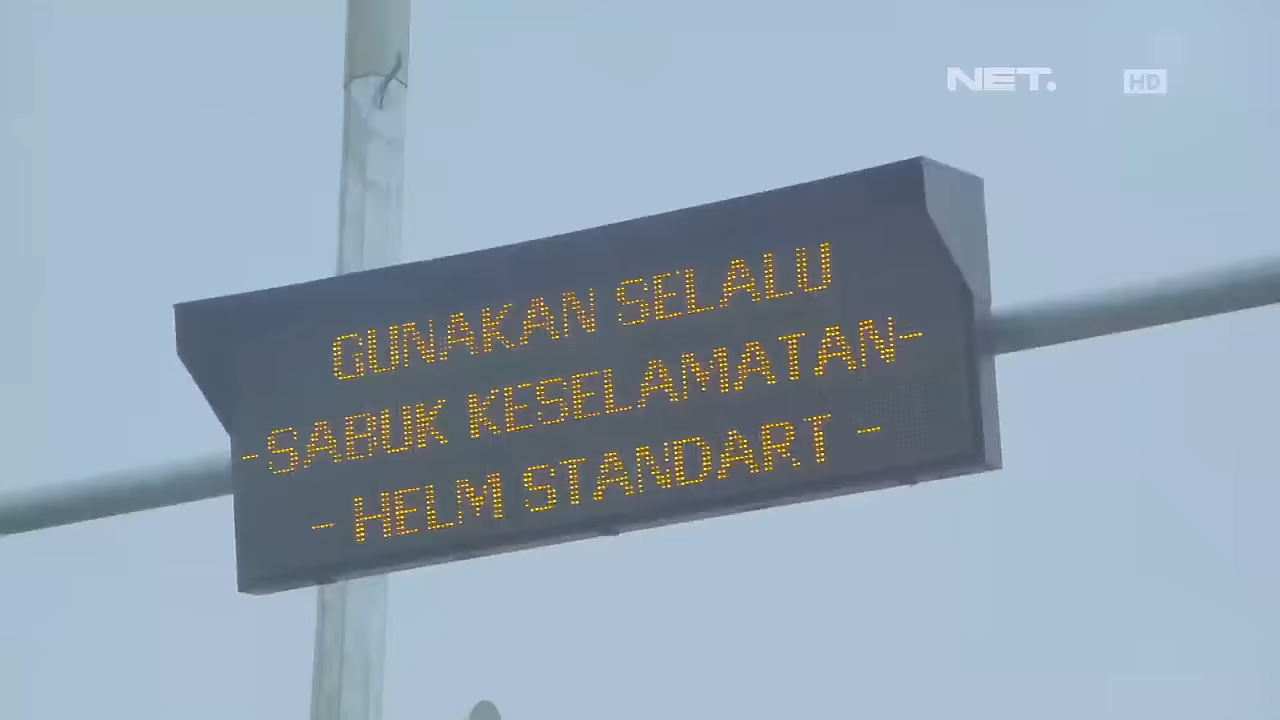 NET. HD
GUNAKAN SELALU
-SABUK KESELAMATAN-
- HELM STANDART -